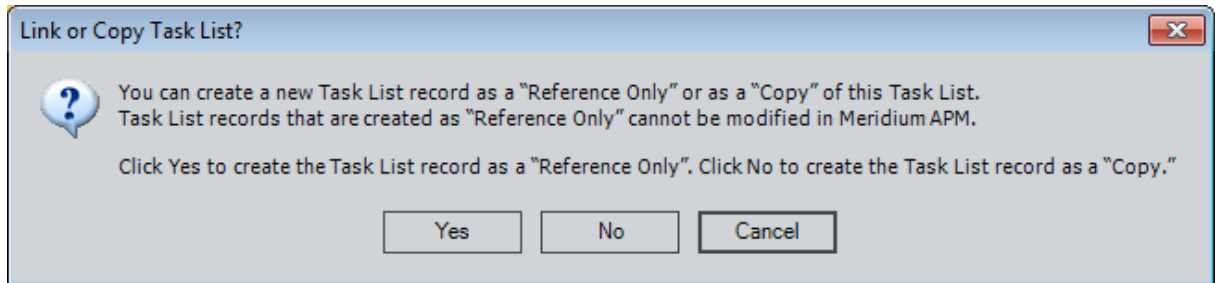 Link or Copy Task List?
You can create a new Task List record as a “Reference Only” or as a “Copy” of this Task List.
Task List records that are created as “Reference Only” cannot be modified in Meridium APM.
Click Yes to create the Task List record as a “Reference Only”. Click No to create the Task List record as a “Copy.”
Yes No Cancel